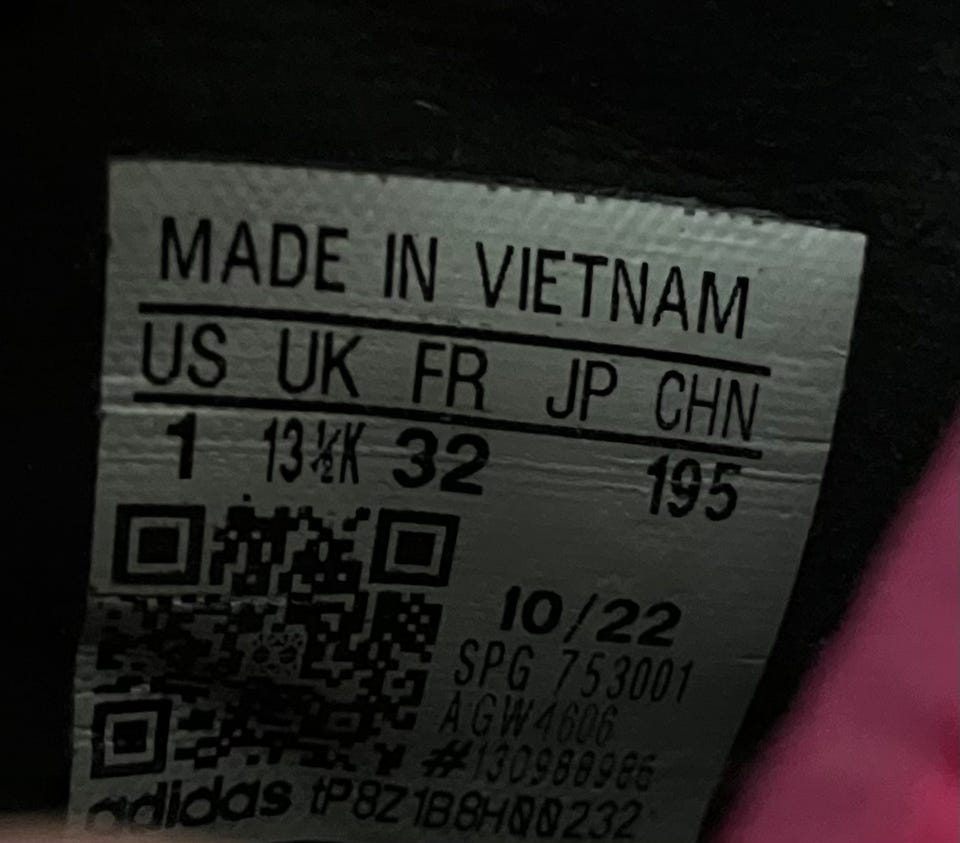 MADE IN VIETNAM
US UK FR JP CHN
1 13½K 32 195
10/22
SPG 753001
AGW4606
#130988986
adidas tP8Z1B8H00232